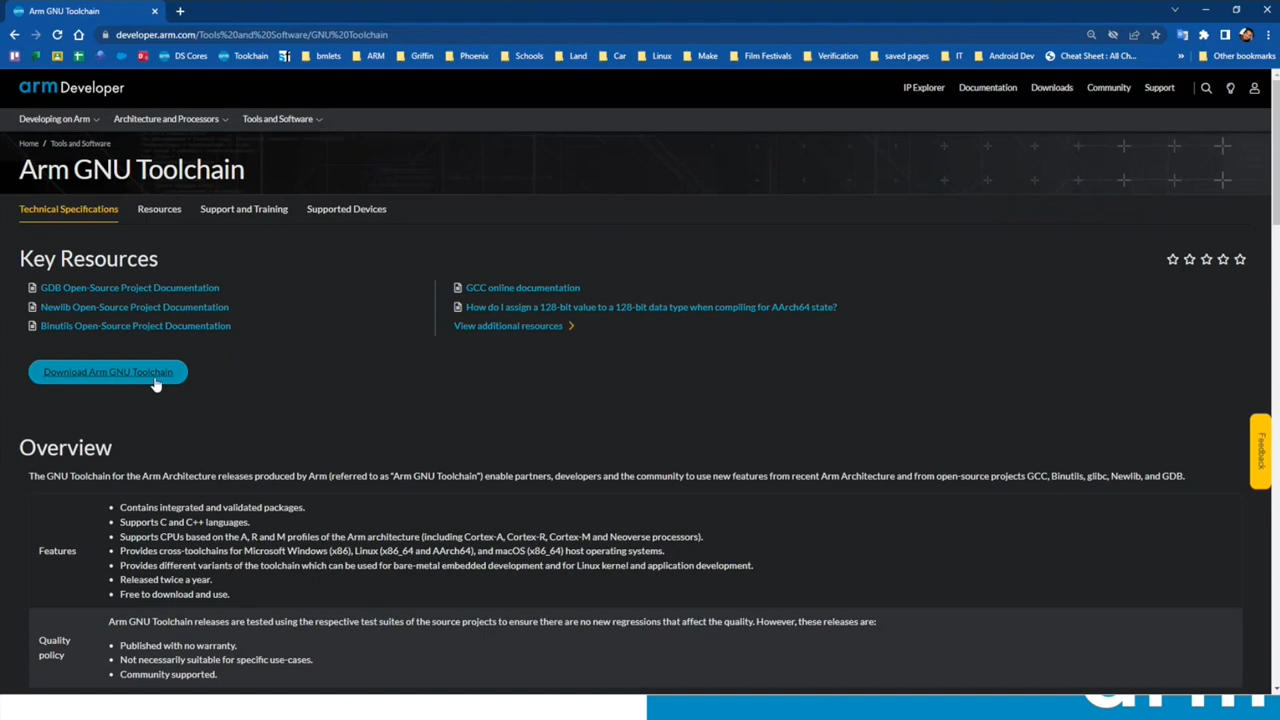 Arm GNU Toolchain
developer.arm.com/Tools%20and%20Software/GNU%20Toolchain
DS Cores Toolchain bmlets ARM Griffin Phoenix Schools Land Car Linux Make Film Festivals Verification saved pages IT Android Dev Cheat Sheet : All Ch... » Other bookmarks
arm Developer
IP Explorer Documentation Downloads Community Support
Developing on Arm Architecture and Processors Tools and Software
Home / Tools and Software
Arm GNU Toolchain
Technical Specifications Resources Support and Training Supported Devices
Key Resources
GDB Open-Source Project Documentation GCC online documentation
Newlib Open-Source Project Documentation How do I assign a 128-bit value to a 128-bit data type when compiling for AArch64 state?
Binutils Open-Source Project Documentation View additional resources
Download Arm GNU Toolchain
Feedback
Overview
The GNU Toolchain for the Arm Architecture releases produced by Arm (referred to as "Arm GNU Toolchain") enable partners, developers and the community to use new features from recent Arm Architecture and from open-source projects GCC, Binutils, glibc, Newlib, and GDB.
Features
• Contains integrated and validated packages.
• Supports C and C++ languages.
• Supports CPUs based on the A, R and M profiles of the Arm architecture (including Cortex-A, Cortex-R, Cortex-M and Neoverse processors).
• Provides cross-toolchains for Microsoft Windows (x86), Linux (x86_64 and AArch64), and macOS (x86_64) host operating systems.
• Provides different variants of the toolchain which can be used for bare-metal embedded development and for Linux kernel and application development.
• Released twice a year.
• Free to download and use.
Quality
policy
Arm GNU Toolchain releases are tested using the respective test suites of the source projects to ensure there are no new regressions that affect the quality. However, these releases are:
• Published with no warranty.
• Not necessarily suitable for specific use-cases.
• Community supported.
arm